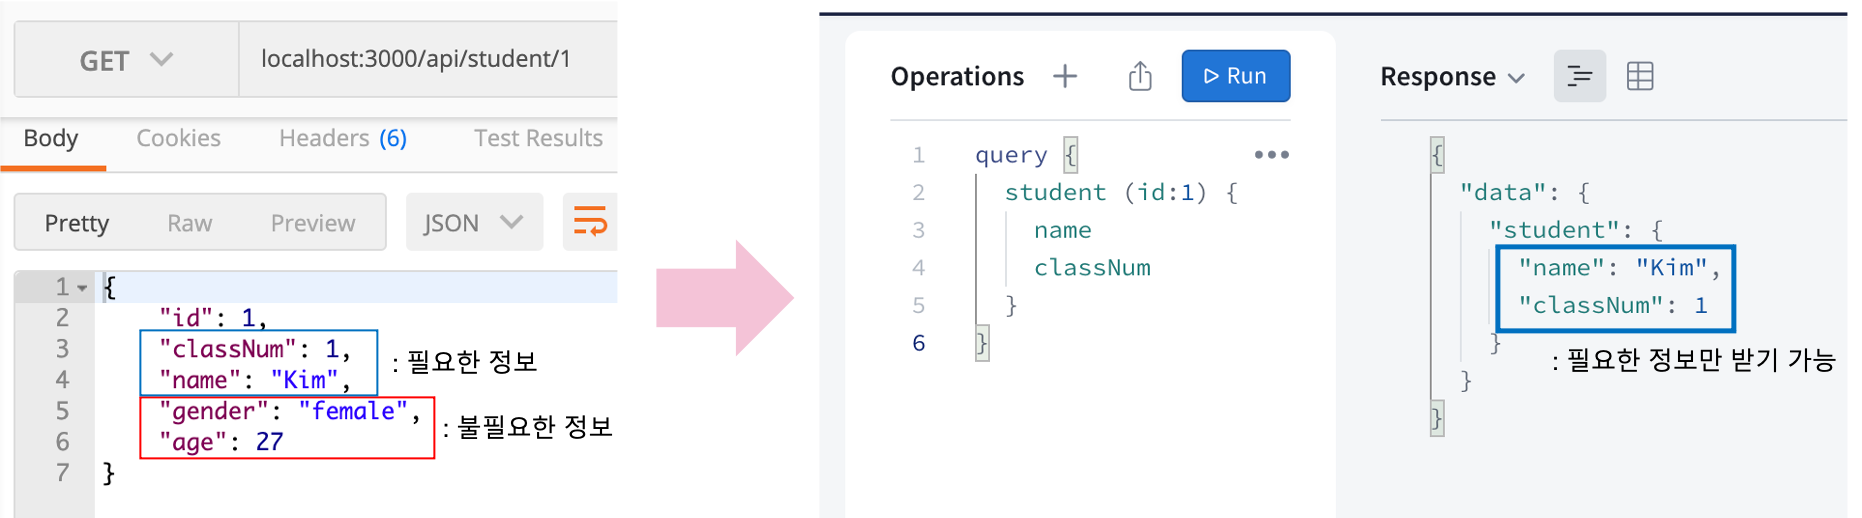 GET localhost:3000/api/student/1
Body Cookies Headers (6) Test Results
Pretty Raw Preview JSON
1 {
2 "id": 1,
3 "classNum": 1,
4 "name": "Kim",
: 필요한 정보
5 "gender": "female",
6 "age": 27
: 불필요한 정보
7 }
Operations + Run
1 query {
2 student (id:1) {
3 name
4 classNum
5 }
6 }
Response
{
"data": {
"student": {
"name": "Kim",
"classNum": 1
}
: 필요한 정보만 받기 가능
}
}